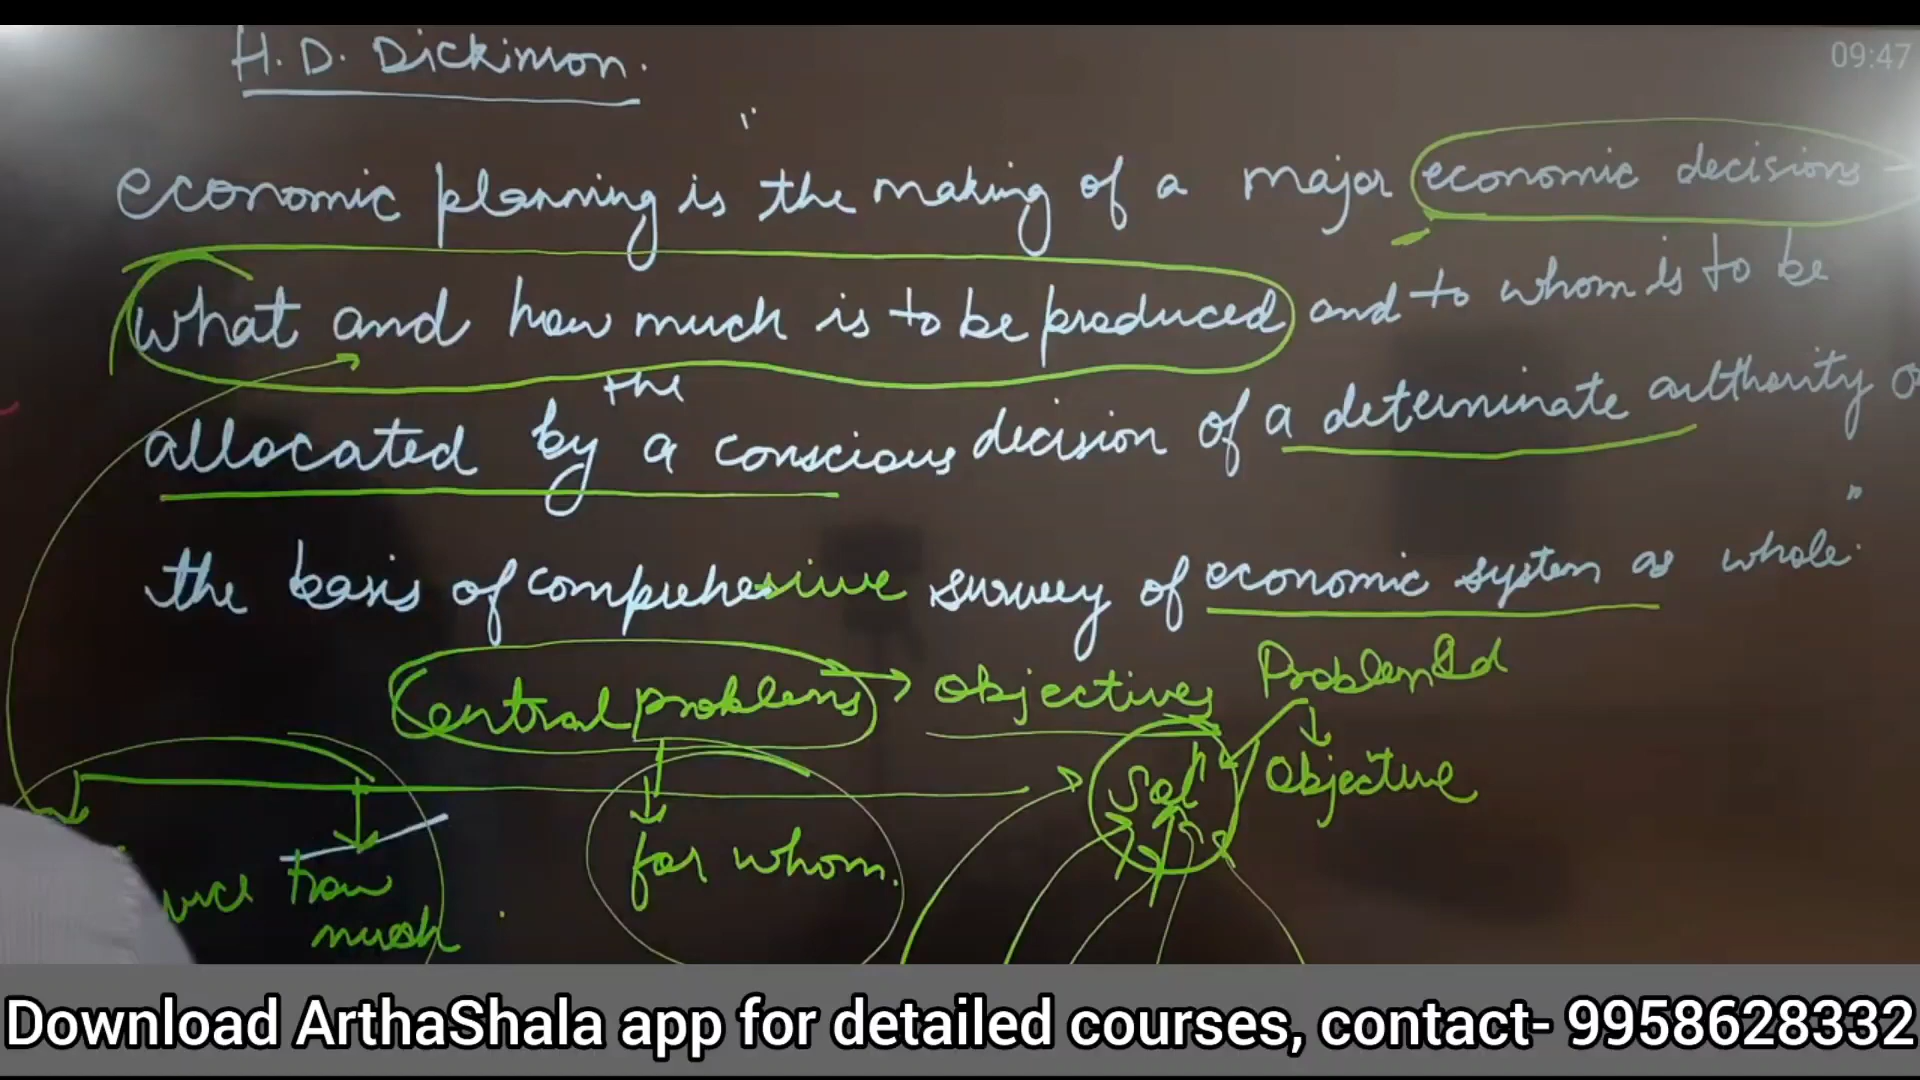 H. D. Dickinson.
09:47
"
economic planning is the making of a major economic decisions -
what and how much is to be produced and to whom is to be
the
allocated by a conscious decision of a determinate authority o
"
the basis of comprehesive survey of economic system as whole.
Central problems → Objectives
Problem
Objective
for whom.
How
much
Download ArthaShala app for detailed courses, contact- 9958628332